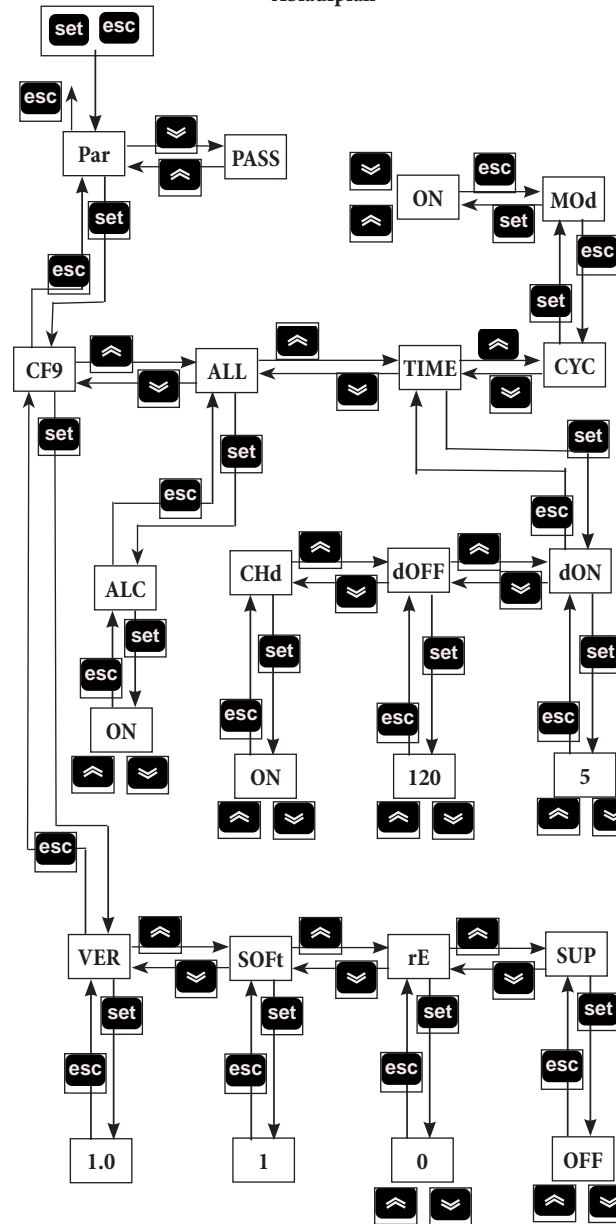 set esc
esc
Par
PASS
set
esc
ON
esc
set
MOd
esc
set
CF9
ALL
TIME
CYC
set
set
set
esc
esc
ALC
CHd
dOFF
dON
set
set
set
set
esc
esc
esc
esc
ON
ON
120
5
esc
VER
SOFt
rE
SUP
set
set
set
set
esc
esc
esc
esc
1.0
1
0
OFF